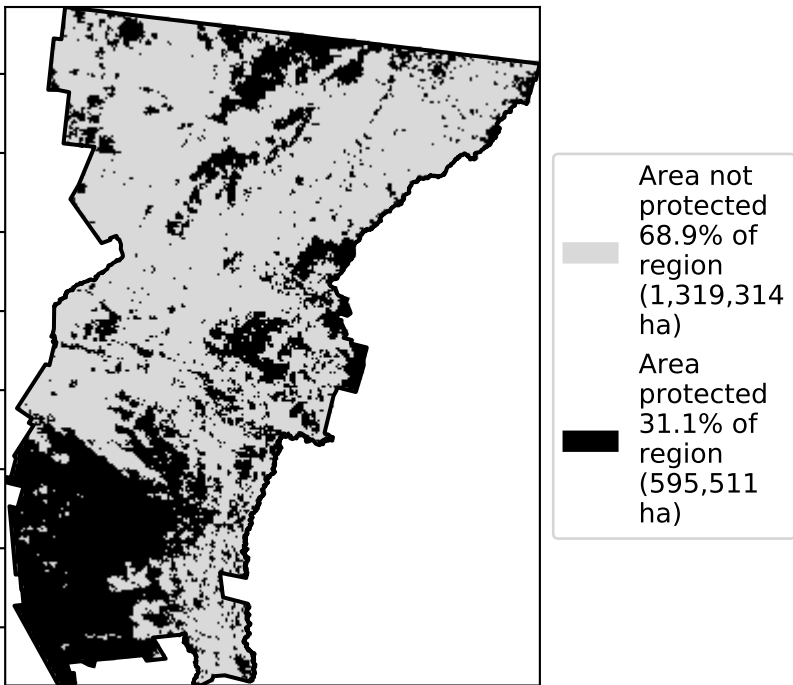 Area not
protected
68.9% of
region
(1,319,314
ha)
Area
protected
31.1% of
region
(595,511
ha)